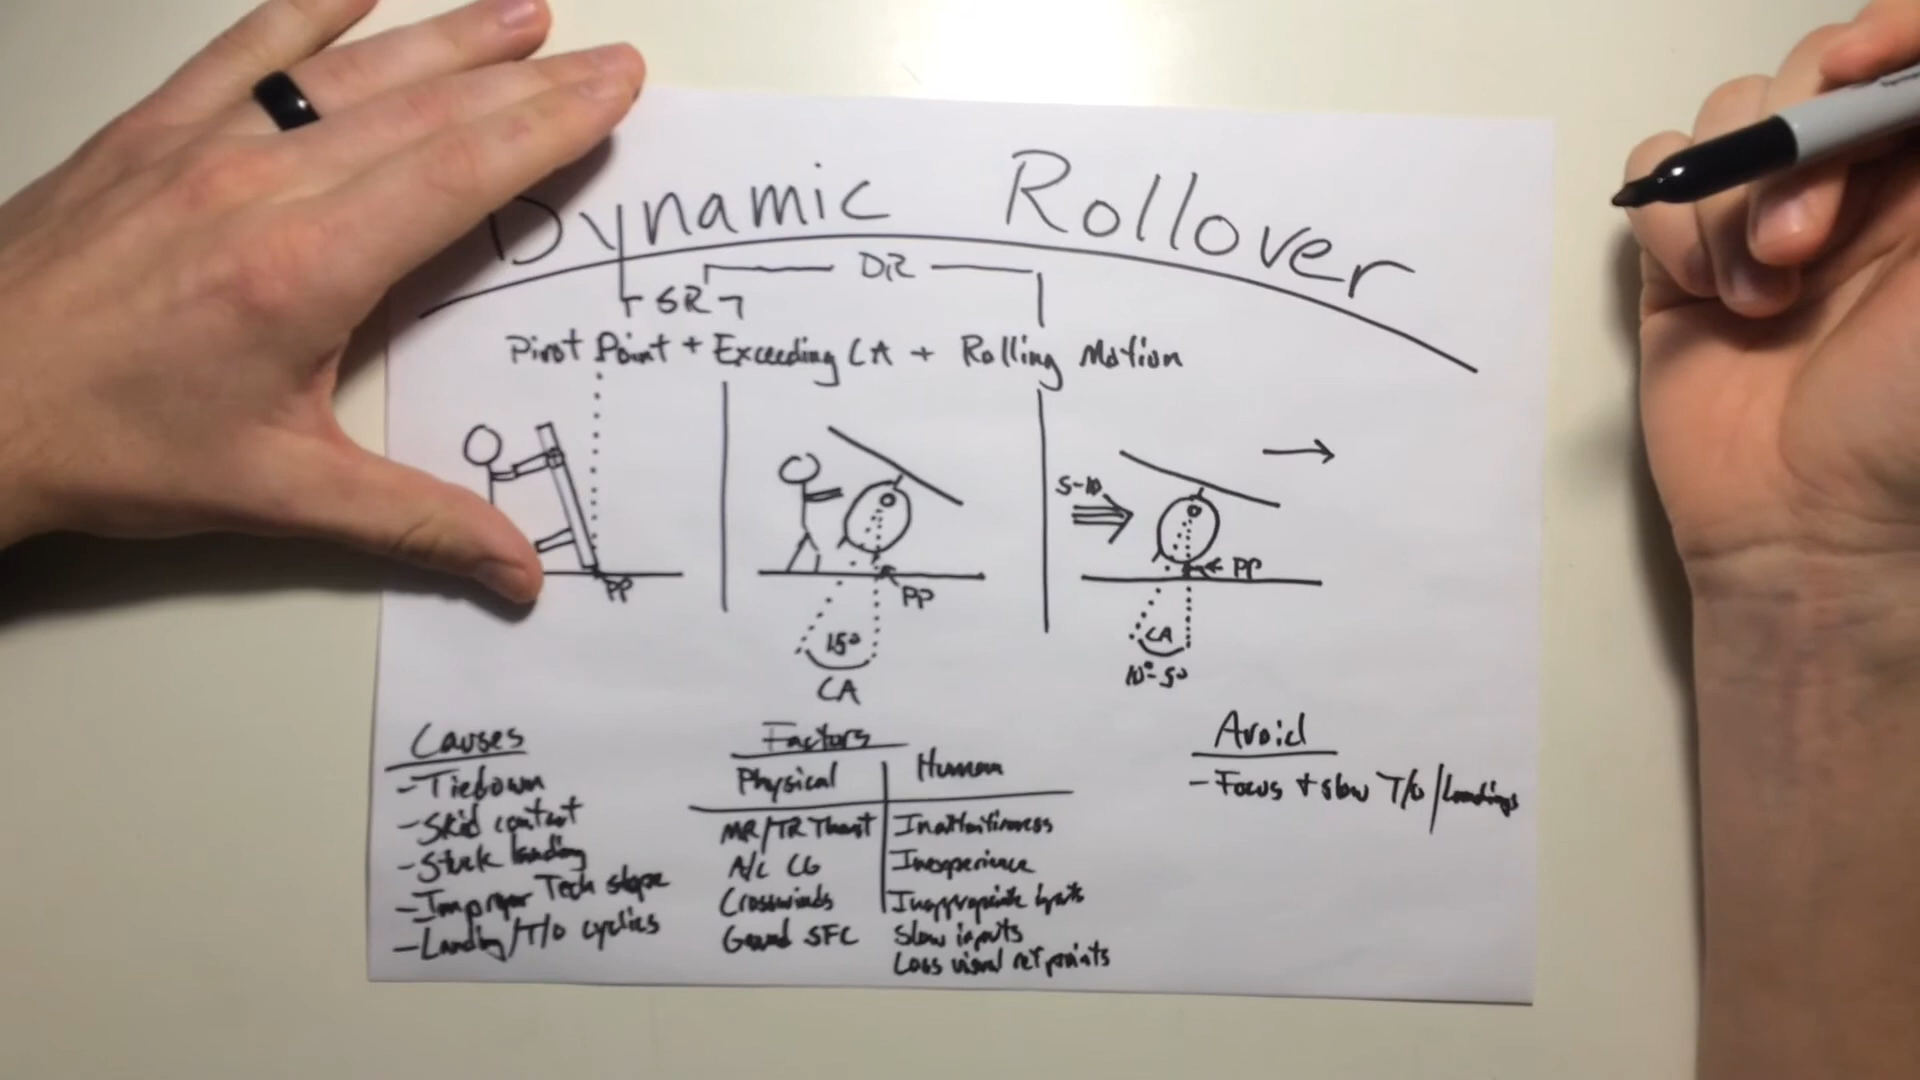 Dynamic Rollover
DR
SR
Pivot Point + Exceeding CA + Rolling Motion
PP
15°
CA
PP
5-10
PP
CA
10°-5°
Causes
- Tiedown
- Skid contact
- Stuck landing
- Improper Tech slope
- Landing/T/O cyclics
Factors
Physical
MR/TR Thrust
A/C CG
Crosswinds
Ground SFC
Human
Inattentiveness
Inexperience
Inappropriate inputs
Slow inputs
Loss visual ref points
Avoid
- Focus + slow T/O /Landings